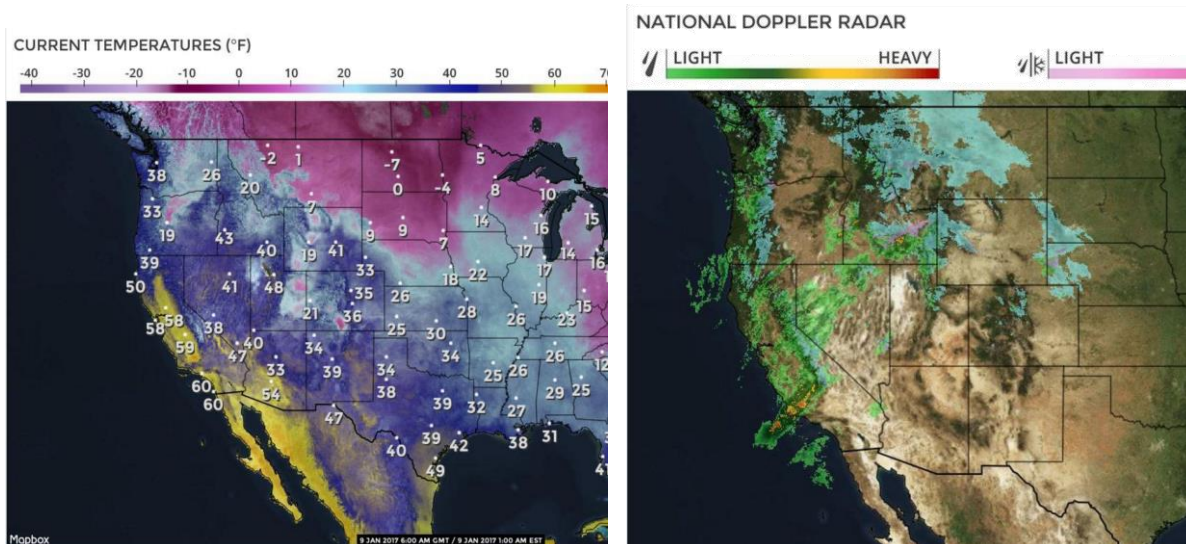 CURRENT TEMPERATURES (°F)
-40 -30 -20 -10 0 10 20 30 40 50 60 70
-2 1 -7 5
38 26 20 0 -4 8 10
33 7 14 16 15
19 43 9 9 7 17 14
39 40 19 41 33 22 17 16
50 41 48 35 26 18 19 15
58 58 38 21 36 25 28 26 23
59 47 40 34 30 34 26 12
33 39 34 25 26
60 54 38 29 25
60 47 39 32 27
40 39 42 38 31
49
Mapbox
9 JAN 2017 6:00 AM GMT / 9 JAN 2017 1:00 AM EST
NATIONAL DOPPLER RADAR
LIGHT HEAVY LIGHT